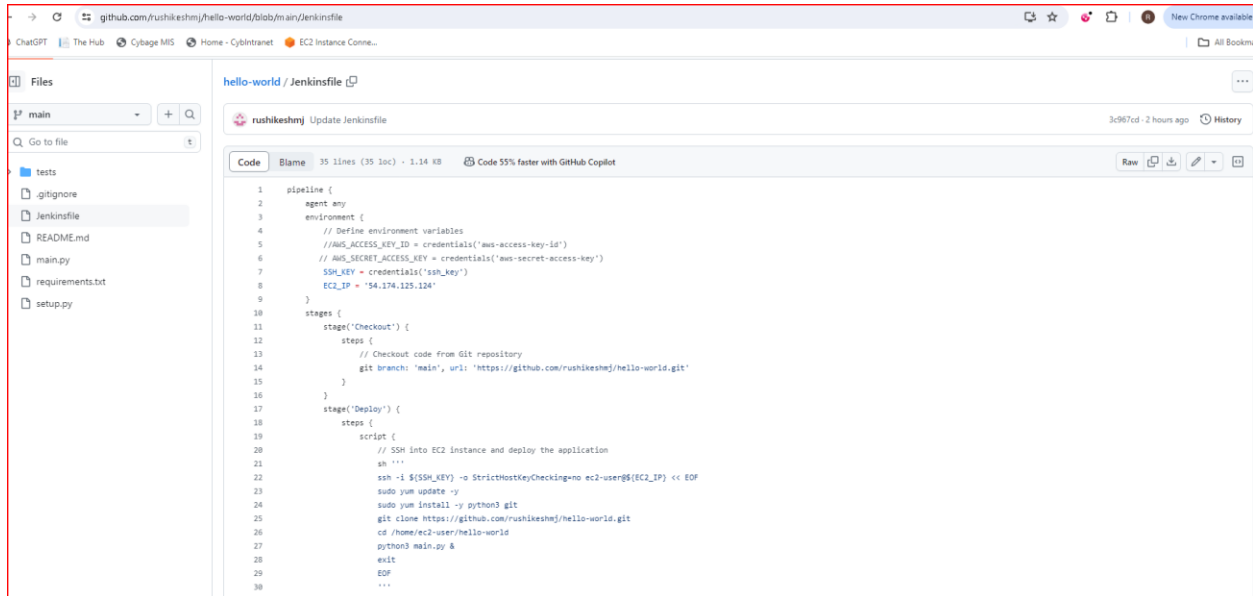 github.com/rushikeshmj/hello-world/blob/main/Jenkinsfile
R
New Chrome available
ChatGPT
The Hub
Cybage MIS
Home - CybIntranet
EC2 Instance Conne...
All Bookma
Files
hello-world / Jenkinsfile
main
rushikeshmj Update Jenkinsfile
3c967cd · 2 hours ago
History
Go to file
t
Code
Blame
35 lines (35 loc) · 1.14 KB
Code 55% faster with GitHub Copilot
Raw
tests
.gitignore
Jenkinsfile
README.md
main.py
requirements.txt
setup.py
1 pipeline {
2 agent any
3 environment {
4 // Define environment variables
5 //AWS_ACCESS_KEY_ID = credentials('aws-access-key-id')
6 // AWS_SECRET_ACCESS_KEY = credentials('aws-secret-access-key')
7 SSH_KEY = credentials('ssh_key')
8 EC2_IP = '54.174.125.124'
9 }
10 stages {
11 stage('Checkout') {
12 steps {
13 // Checkout code from Git repository
14 git branch: 'main', url: 'https://github.com/rushikeshmj/hello-world.git'
15 }
16 }
17 stage('Deploy') {
18 steps {
19 script {
20 // SSH into EC2 instance and deploy the application
21 sh '''
22 ssh -i ${SSH_KEY} -o StrictHostKeyChecking=no ec2-user@${EC2_IP} << EOF
23 sudo yum update -y
24 sudo yum install -y python3 git
25 git clone https://github.com/rushikeshmj/hello-world.git
26 cd /home/ec2-user/hello-world
27 python3 main.py &
28 exit
29 EOF
30 '''